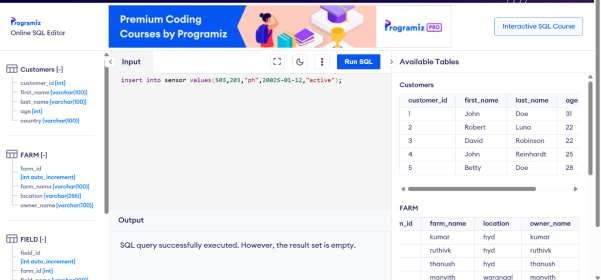 Programiz
Online SQL Editor
Premium Coding
Courses by Programiz
Programiz PRO
Interactive SQL Course
Customers [-]
customer_id [int]
first_name [varchar(100)]
last_name [varchar(100)]
age [int]
country [varchar(100)]
FARM [-]
farm_id
[int auto_increment]
farm_name [varchar(100)]
location [varchar(255)]
owner_name [varchar(100)]
FIELD [-]
field_id
[int auto_increment]
farm_id [int]
Input
Run SQL
insert into sensor values(503,203,"ph",20025-01-12,"active");
Output
SQL query successfully executed. However, the result set is empty.
Available Tables
Customers
customer_id first_name last_name age
1 John Doe 31
2 Robert Luna 22
3 David Robinson 22
4 John Reinhardt 25
5 Betty Doe 28
FARM
m_id farm_name location owner_name
kumar hyd kumar
ruthivk hyd ruthivk
thanush hyd thanush
manvith warangal manvith